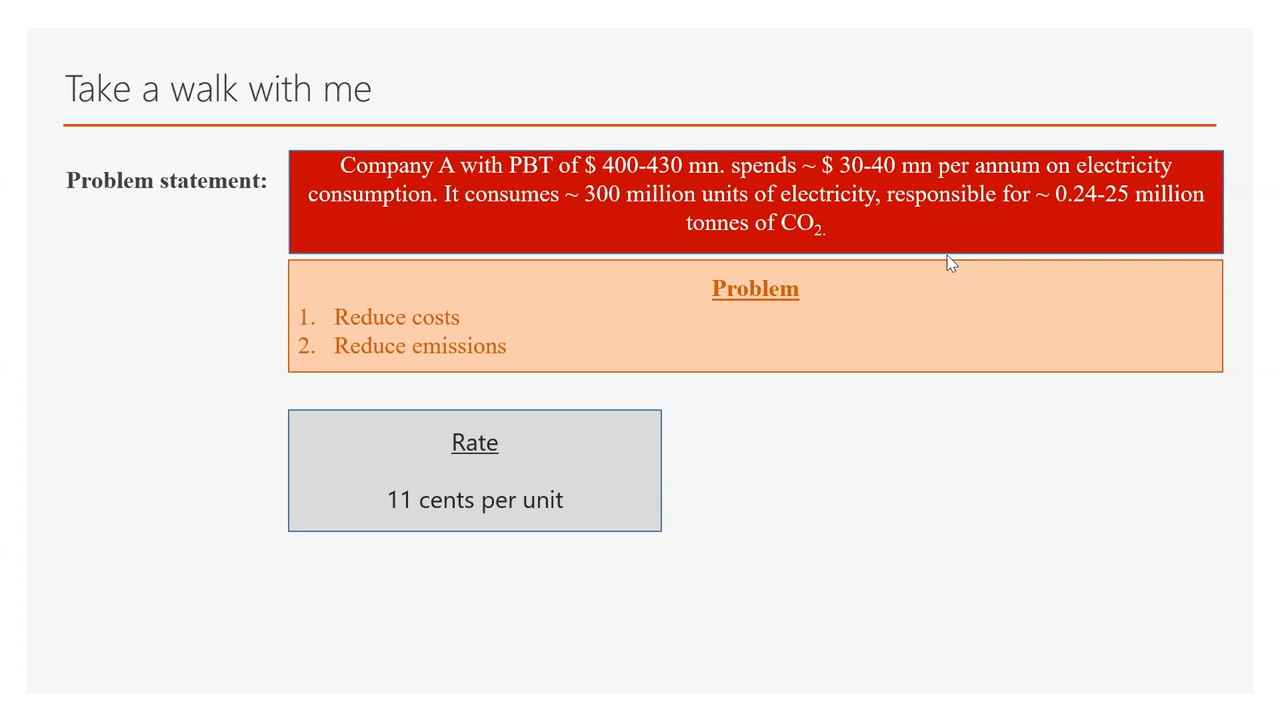 Take a walk with me
Problem statement:
Company A with PBT of $ 400-430 mn. spends ~ $ 30-40 mn per annum on electricity
consumption. It consumes ~ 300 million units of electricity, responsible for ~ 0.24-25 million
tonnes of CO2.
Problem
1. Reduce costs
2. Reduce emissions
Rate
11 cents per unit